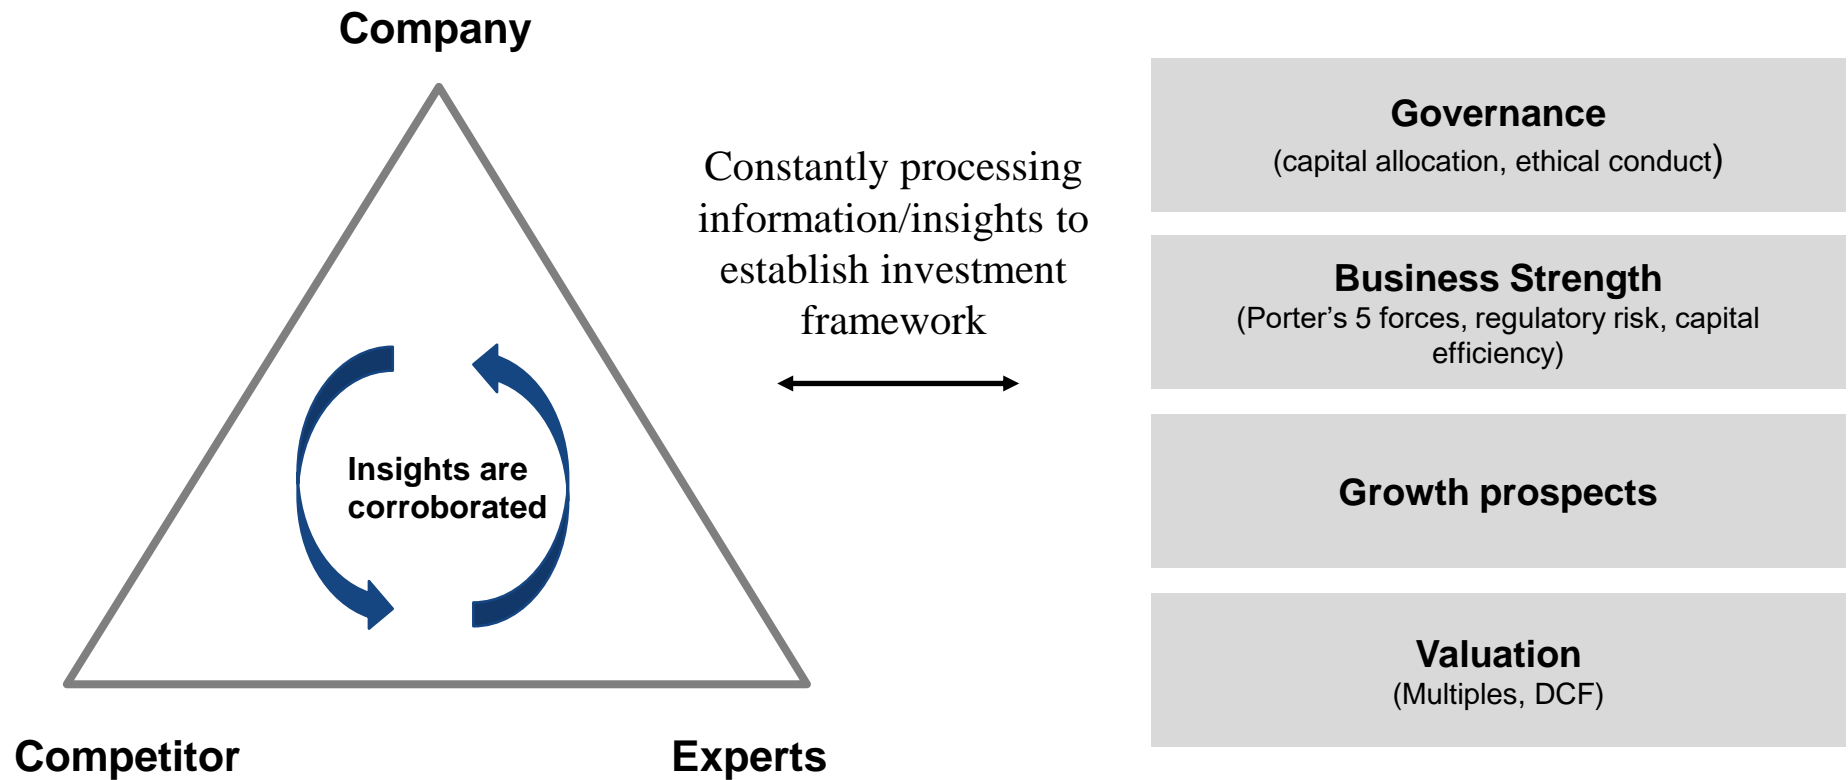 Company
Insights are
corroborated
Competitor
Experts
Constantly processing
information/insights to
establish investment
framework
Governance
(capital allocation, ethical conduct)
Business Strength
(Porter’s 5 forces, regulatory risk, capital
efficiency)
Growth prospects
Valuation
(Multiples, DCF)